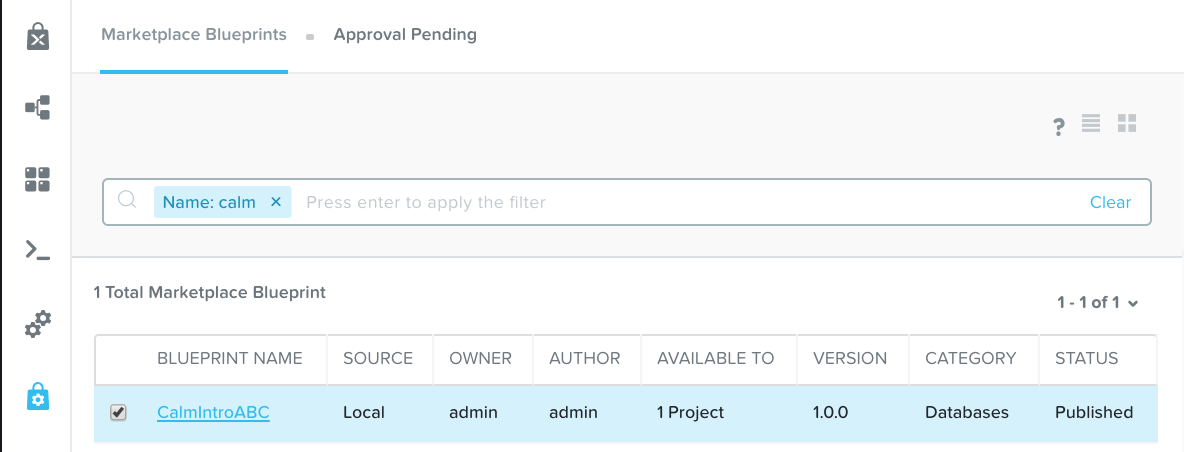 Marketplace Blueprints Approval Pending
?
Name: calm × Press enter to apply the filter Clear
1 Total Marketplace Blueprint
1 - 1 of 1
BLUEPRINT NAME SOURCE OWNER AUTHOR AVAILABLE TO VERSION CATEGORY STATUS
CalmIntroABC Local admin admin 1 Project 1.0.0 Databases Published